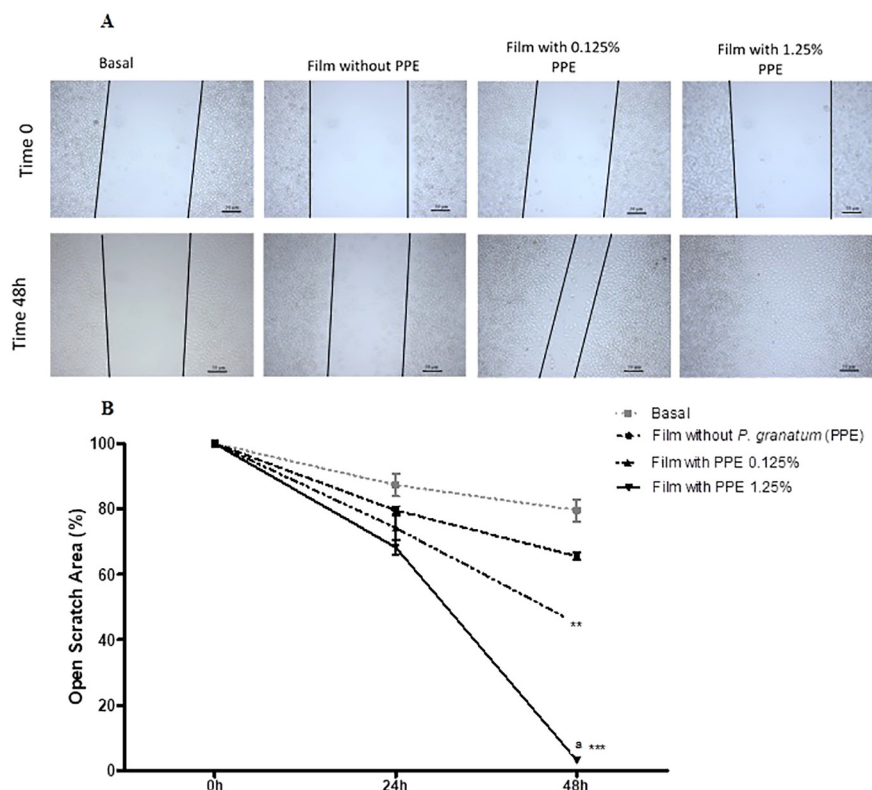 A
Basal
Film without PPE
Film with 0.125%
PPE
Film with 1.25%
PPE
Time 0
Time 48h
B
Basal
Film without P. granatum (PPE)
Film with PPE 0.125%
Film with PPE 1.25%
Open Scratch Area (%)
100
80
60
40
20
0
**
a ***
0h 24h 48h